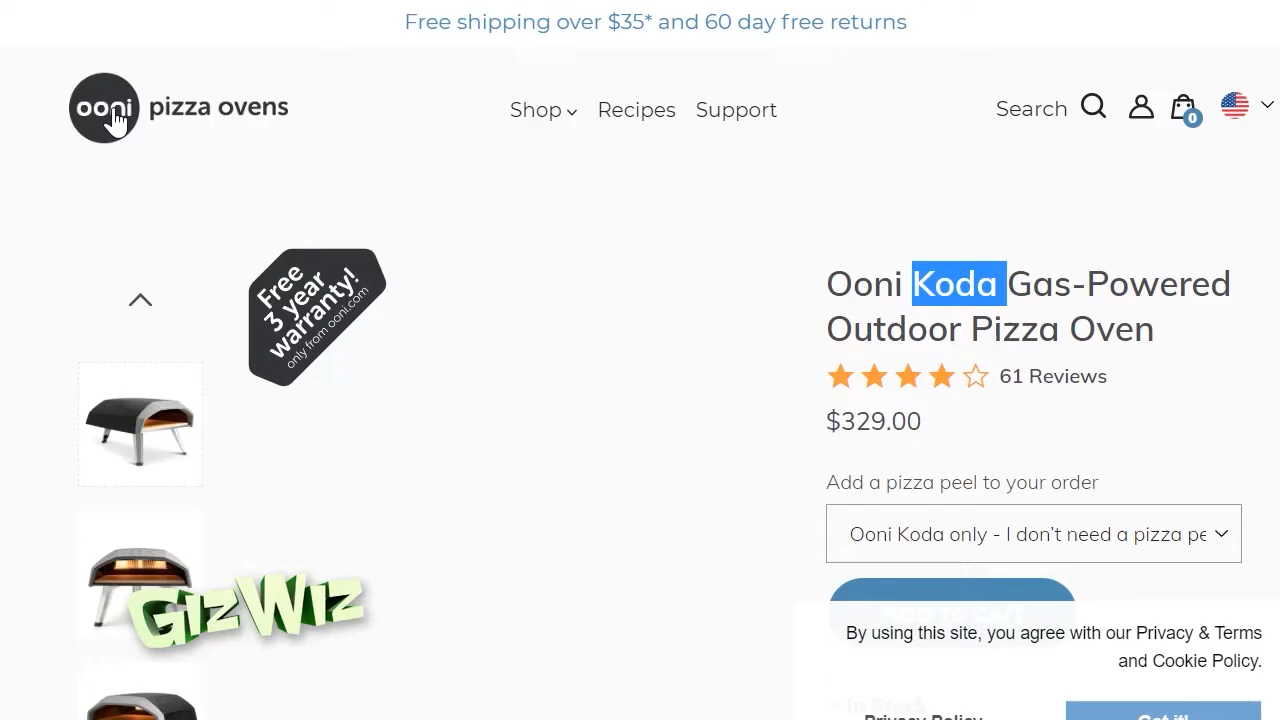 Free shipping over $35* and 60 day free returns
ooni pizza ovens
Shop
Recipes
Support
Search
0
Free
3 year
warranty!
only from ooni.com
Ooni Koda Gas-Powered
Outdoor Pizza Oven
61 Reviews
$329.00
Add a pizza peel to your order
Ooni Koda only - I don't need a pizza pe
GizWiz
By using this site, you agree with our Privacy & Terms
and Cookie Policy.
Privacy Policy
Got it!